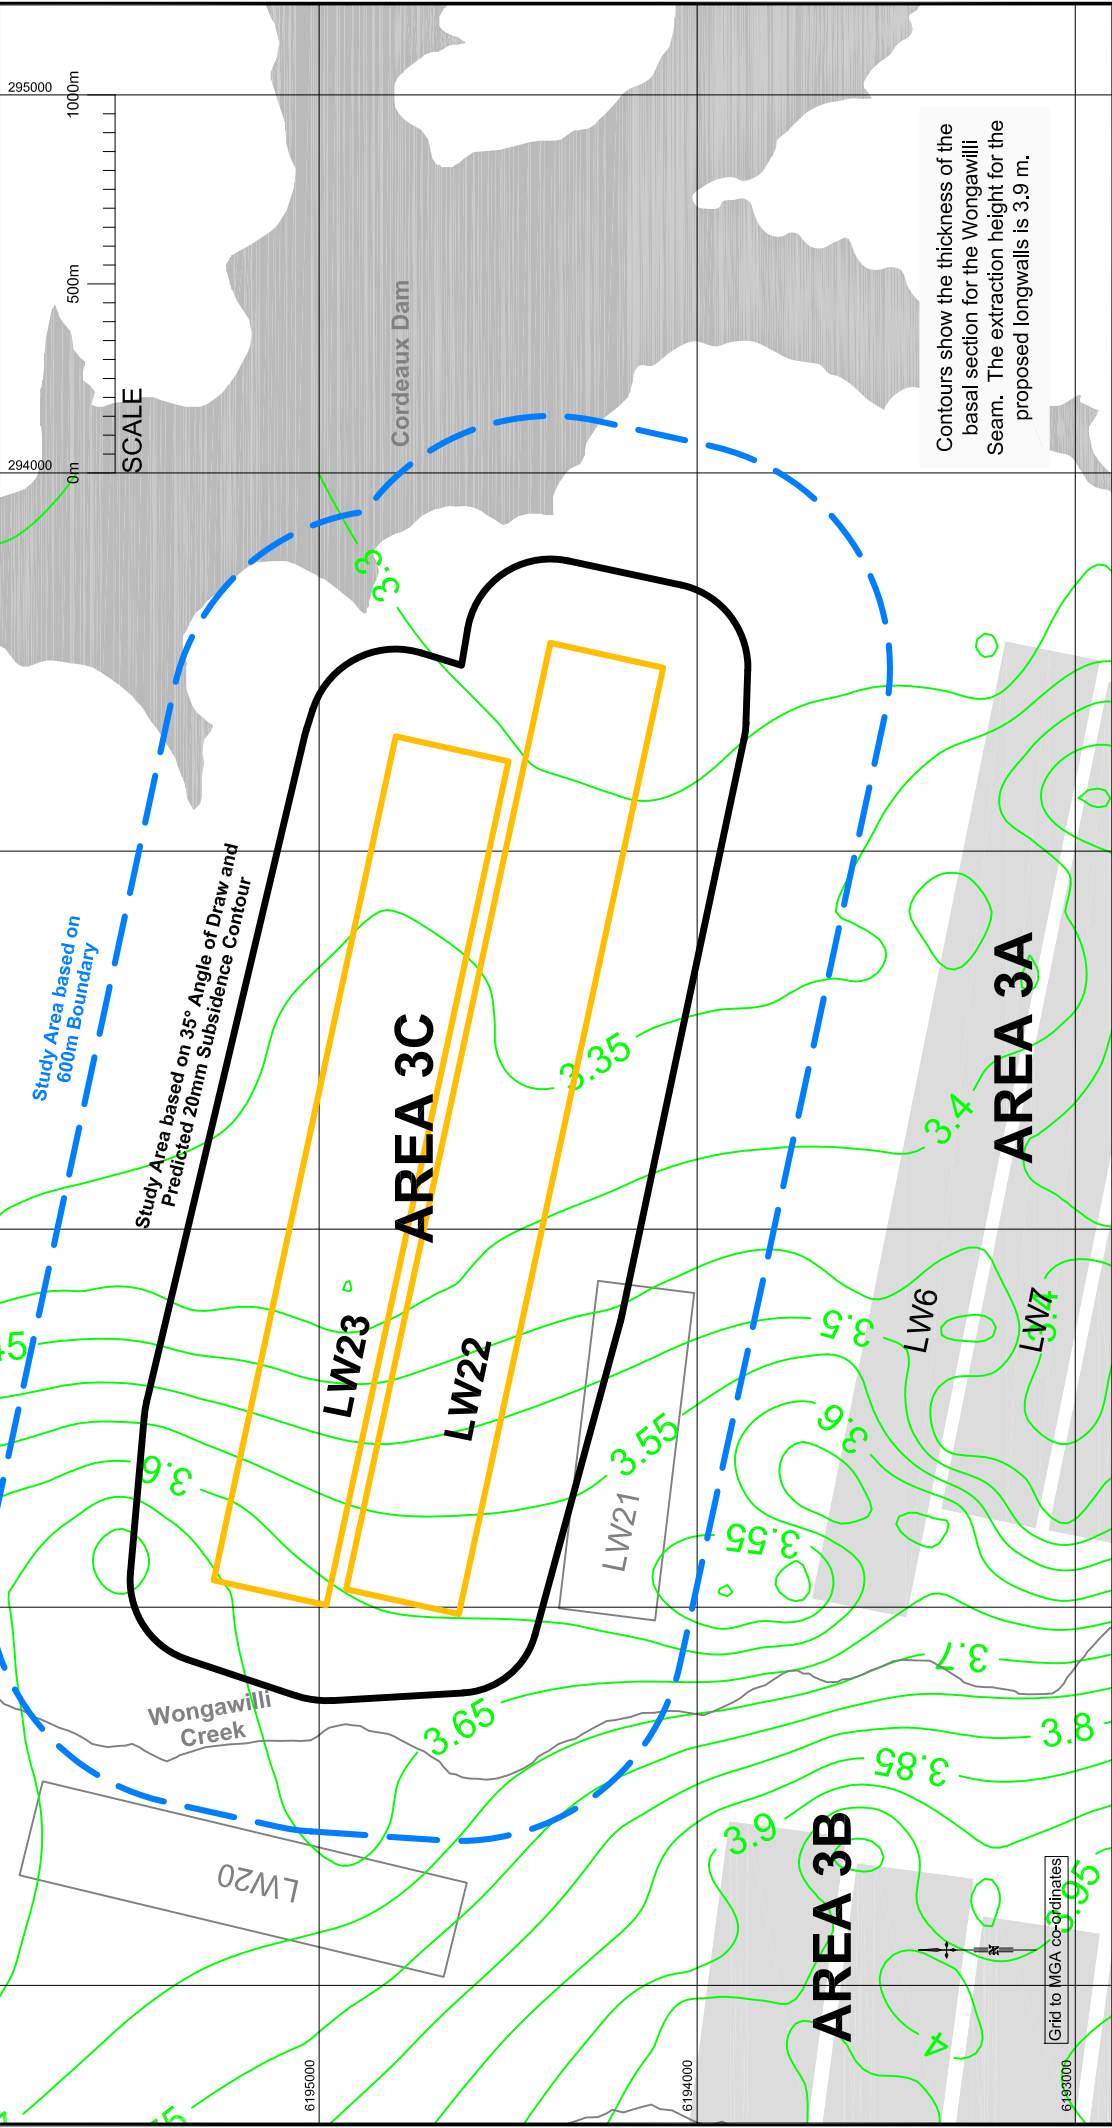 295000
1000m
500m
SCALE
294000
0m
Cordeaux Dam
Contours show the thickness of the
basal section for the Wongawilli
Seam. The extraction height for the
proposed longwalls is 3.9 m.
3.3
Study Area based on
600m Boundary
Study Area based on 35° Angle of Draw and
Predicted 20mm Subsidence Contour
AREA 3C
3.35
3.4
AREA 3A
LW23
LW22
LW6
LW7
3.4
3.5
3.6
3.6
3.55
LW21
3.55
Wongawilli
Creek
3.65
3.7
3.8
3.85
3.9
AREA 3B
LW20
3.95
4
N
Grid to MGA co-ordinates
6195000
6194000
6193000